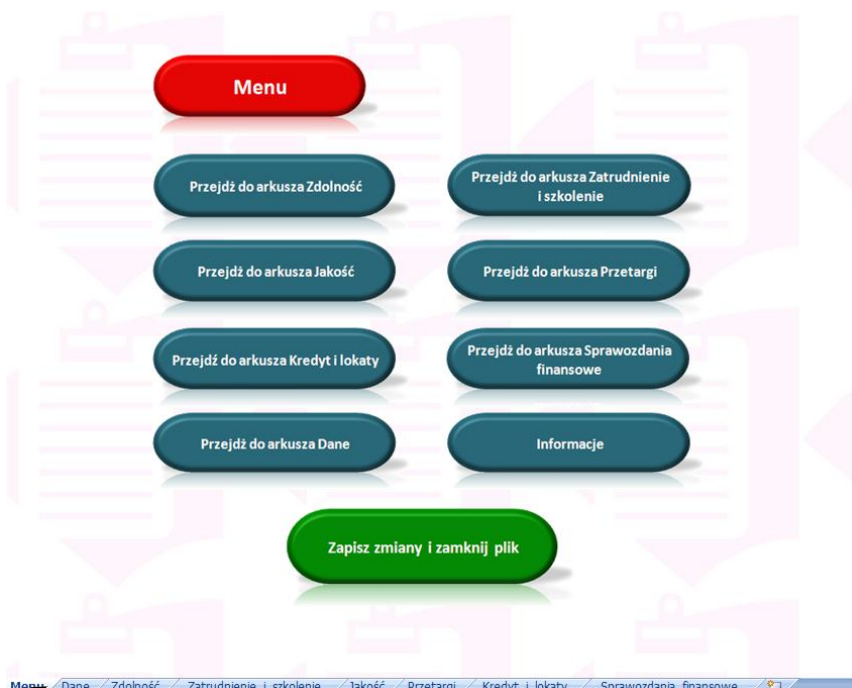 Menu
Przejdź do arkusza Zdolność
Przejdź do arkusza Zatrudnienie
i szkolenie
Przejdź do arkusza Jakość
Przejdź do arkusza Przetargi
Przejdź do arkusza Kredyt i lokaty
Przejdź do arkusza Sprawozdania
finansowe
Przejdź do arkusza Dane
Informacje
Zapisz zmiany i zamknij plik
Menu Dane Zdolność Zatrudnienie i szkolenie Jakość Przetargi Kredyt i lokaty Sprawozdania finansowe